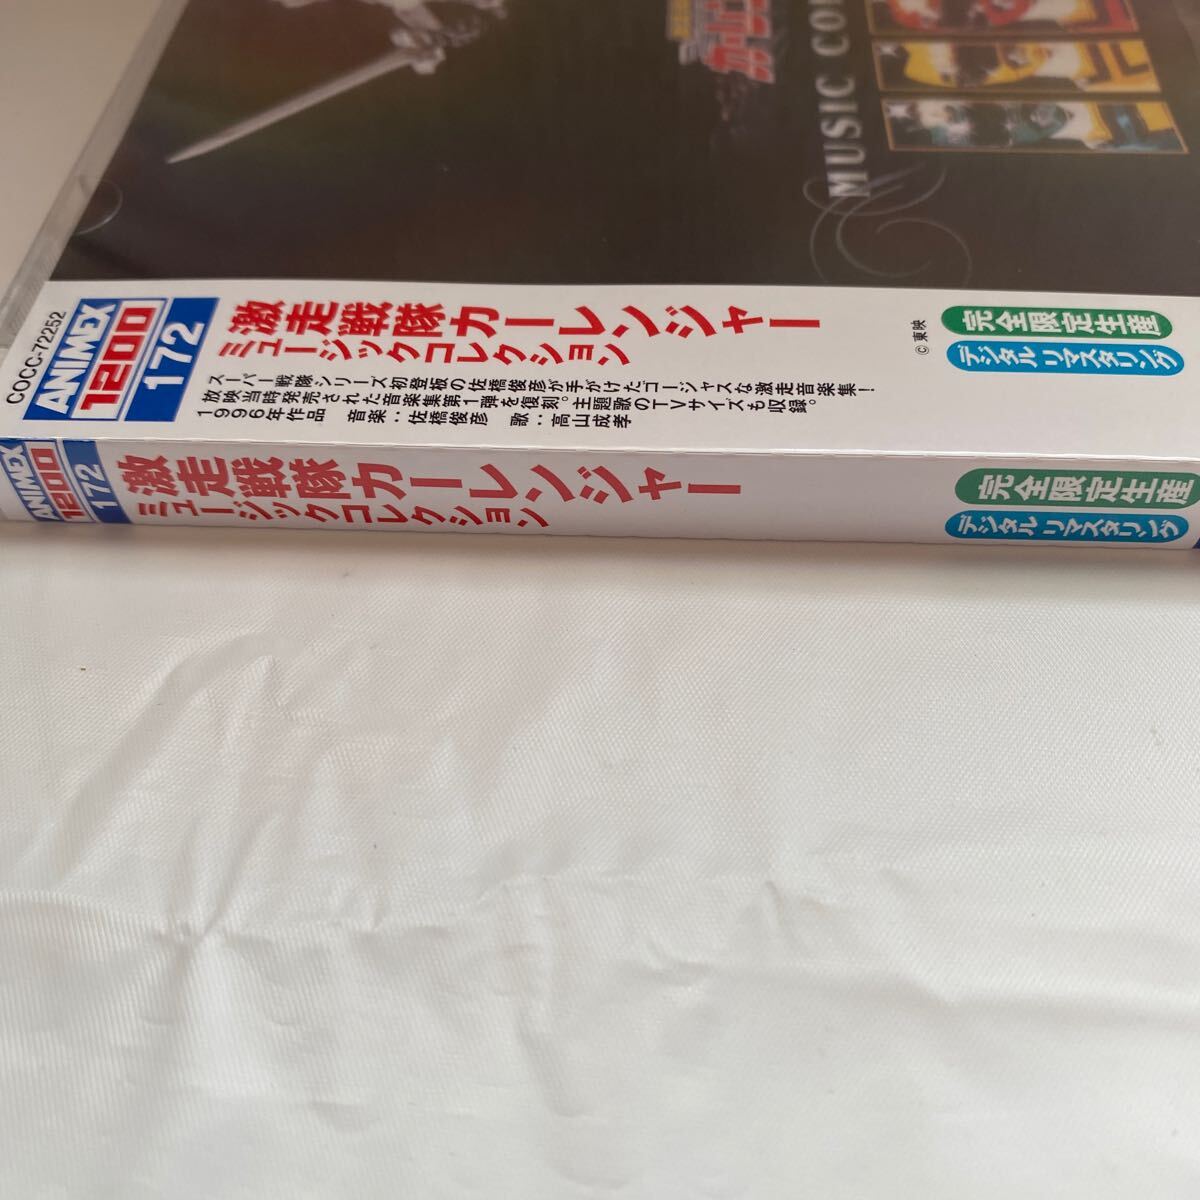 MUSIC CO
COCC-72252
ANIMEX
1200
172
激走戦隊カーレンジャー
ミュージックコレクション
スーパー戦隊シリーズ初登板の佐橋俊彦が手がけたゴージャスな激走音楽集!
放映当時発売された音楽集第1弾を復刻。主題歌のTVサイズも収録。
1996年作品 音楽:佐橋俊彦 歌:高山成孝
©東映
完全限定生産
デジタルリマスタリング
ANIMEX
1200
172
激走戦隊カーレンジャー
ミュージックコレクション
完全限定生産
デジタルリマスタリング